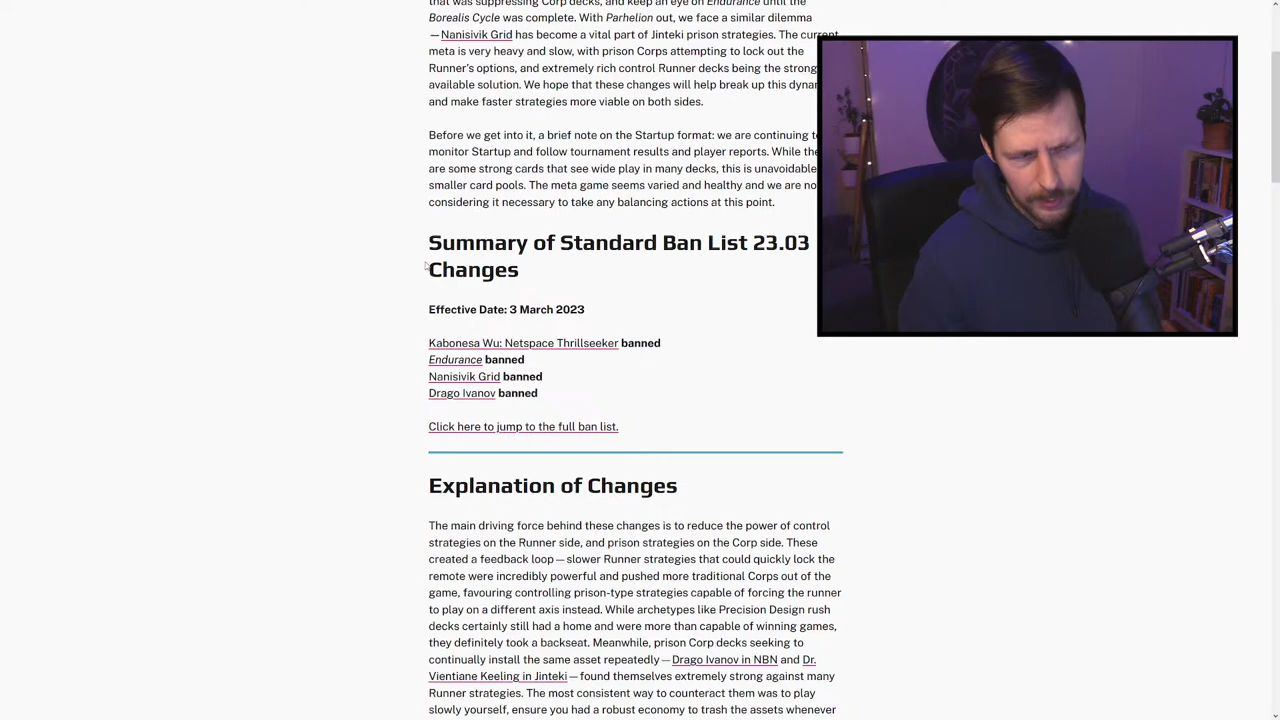 that was suppressing Corp decks, and keep an eye on Endurance until the
Borealis Cycle was complete. With Parhelion out, we face a similar dilemma
—Nanisivik Grid has become a vital part of Jinteki prison strategies. The current
meta is very heavy and slow, with prison Corps attempting to lock out the
Runner's options, and extremely rich control Runner decks being the
available solution. We hope that these changes will help break up this
and make faster strategies more viable on both sides.
Before we get into it, a brief note on the Startup format: we are continuing
monitor Startup and follow tournament results and player reports. While
are some strong cards that see wide play in many decks, this is unavoidable
smaller card pools. The meta game seems varied and healthy and we are
considering it necessary to take any balancing actions at this point.
Summary of Standard Ban List 23.03
Changes
Effective Date: 3 March 2023
Kabonesa Wu: Netspace Thrillseeker banned
Endurance banned
Nanisivik Grid banned
Drago Ivanov banned
Click here to jump to the full ban list.
Explanation of Changes
The main driving force behind these changes is to reduce the power of control
strategies on the Runner side, and prison strategies on the Corp side. These
created a feedback loop—slower Runner strategies that could quickly lock the
remote were incredibly powerful and pushed more traditional Corps out of the
game, favouring controlling prison-type strategies capable of forcing the runner
to play on a different axis instead. While archetypes like Precision Design rush
decks certainly still had a home and were more than capable of winning games,
they definitely took a backseat. Meanwhile, prison Corp decks seeking to
continually install the same asset repeatedly—Drago Ivanov in NBN and Dr.
Vientiane Keeling in Jinteki—found themselves extremely strong against many
Runner strategies. The most consistent way to counteract them was to play
slowly yourself, ensure you had a robust economy to trash the assets whenever